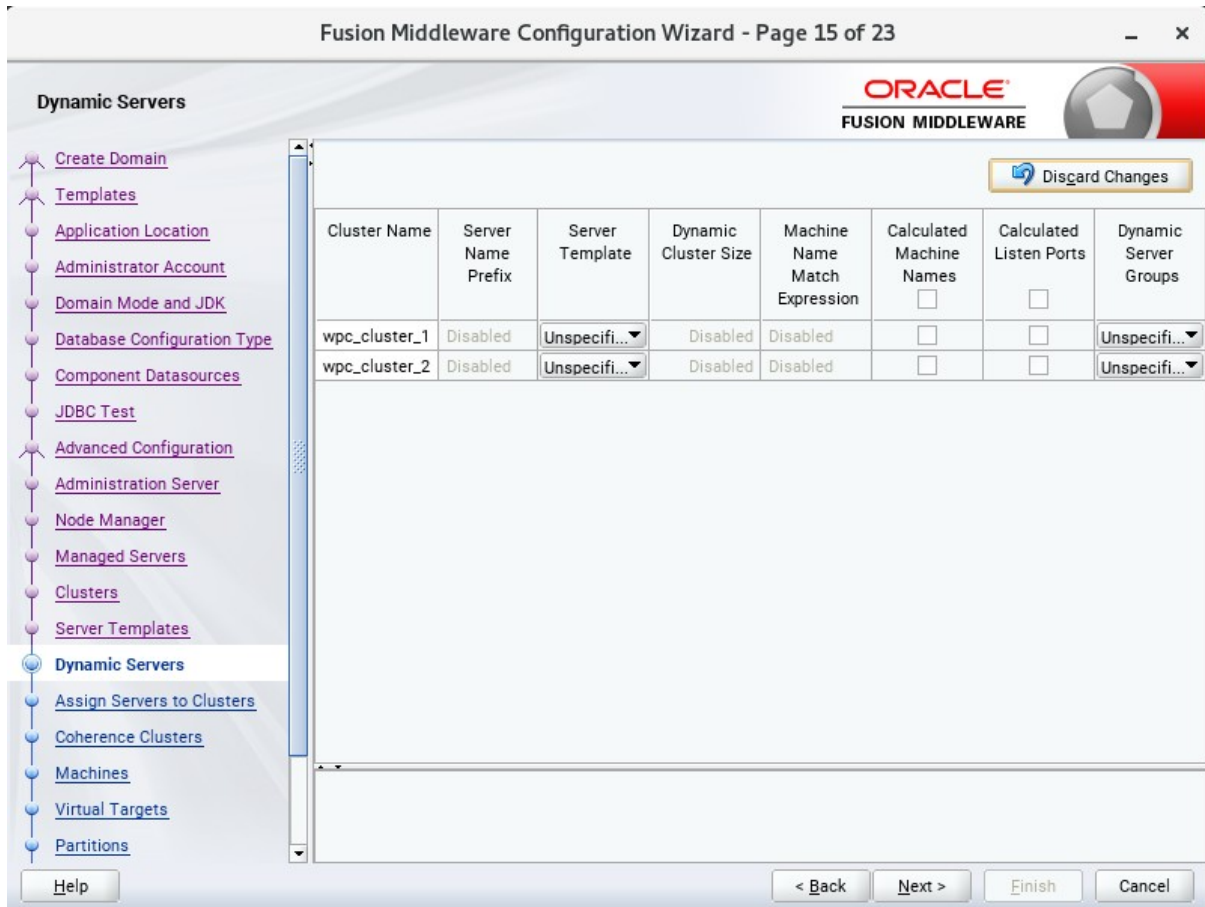 Fusion Middleware Configuration Wizard - Page 15 of 23
Dynamic Servers
ORACLE
FUSION MIDDLEWARE
Create Domain
Templates
Application Location
Administrator Account
Domain Mode and JDK
Database Configuration Type
Component Datasources
JDBC Test
Advanced Configuration
Administration Server
Node Manager
Managed Servers
Clusters
Server Templates
Dynamic Servers
Assign Servers to Clusters
Coherence Clusters
Machines
Virtual Targets
Partitions
Discard Changes
Cluster Name Server Name Prefix Server Template Dynamic Cluster Size Machine Name Match Expression Calculated Machine Names Calculated Listen Ports Dynamic Server Groups
wpc_cluster_1 Disabled Unspecifi... Disabled Disabled Unspecifi...
wpc_cluster_2 Disabled Unspecifi... Disabled Disabled Unspecifi...
Help < Back Next > Finish Cancel